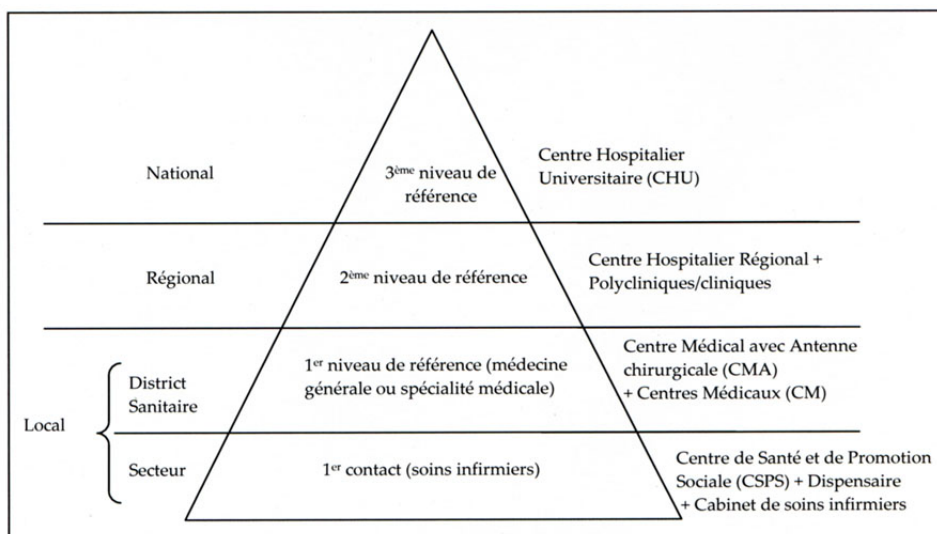 National
3ème niveau de
référence
Centre Hospitalier
Universitaire (CHU)
Régional
2ème niveau de référence
Centre Hospitalier Régional +
Polycliniques/cliniques
Local
District
Sanitaire
1er niveau de référence (médecine
générale ou spécialité médicale)
Centre Médical avec Antenne
chirurgicale (CMA)
+ Centres Médicaux (CM)
Secteur
1er contact (soins infirmiers)
Centre de Santé et de Promotion
Sociale (CSPS) + Dispensaire
+ Cabinet de soins infirmiers